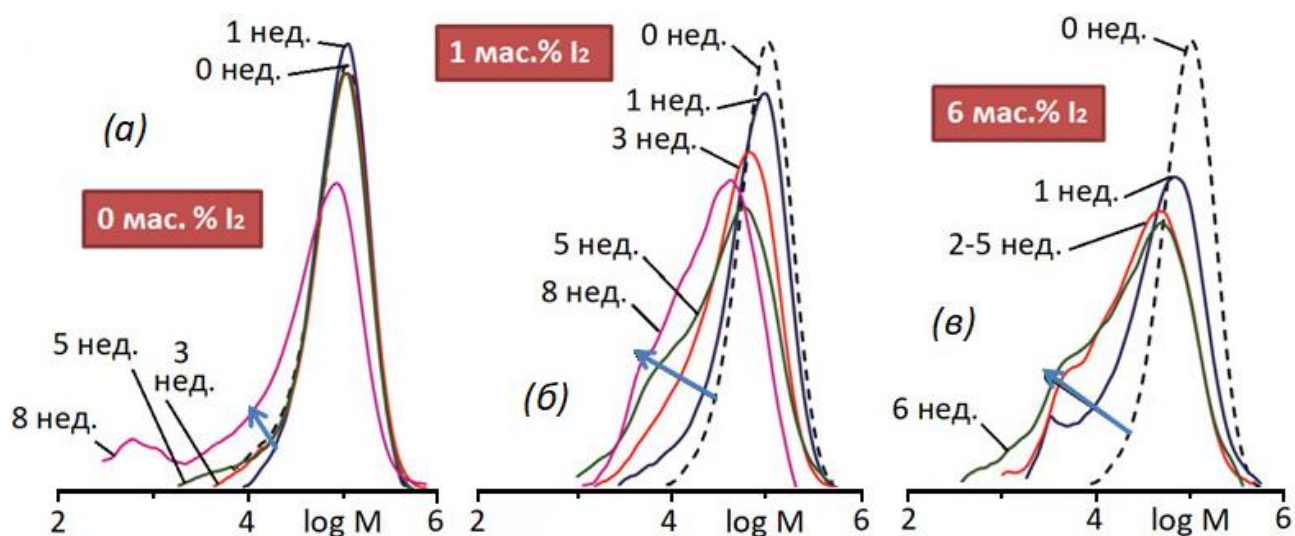 (а)
0 мас. % I₂
1 нед.
0 нед.
5 нед.
3
нед.
8 нед.
2
4
log M
6
1 мас.% I₂
0 нед.
1 нед.
3 нед.
5 нед.
8 нед.
(б)
2
4
log M
6
6 мас.% I₂
0 нед.
1 нед.
2-5 нед.
(в)
6 нед.
2
4
log M
6